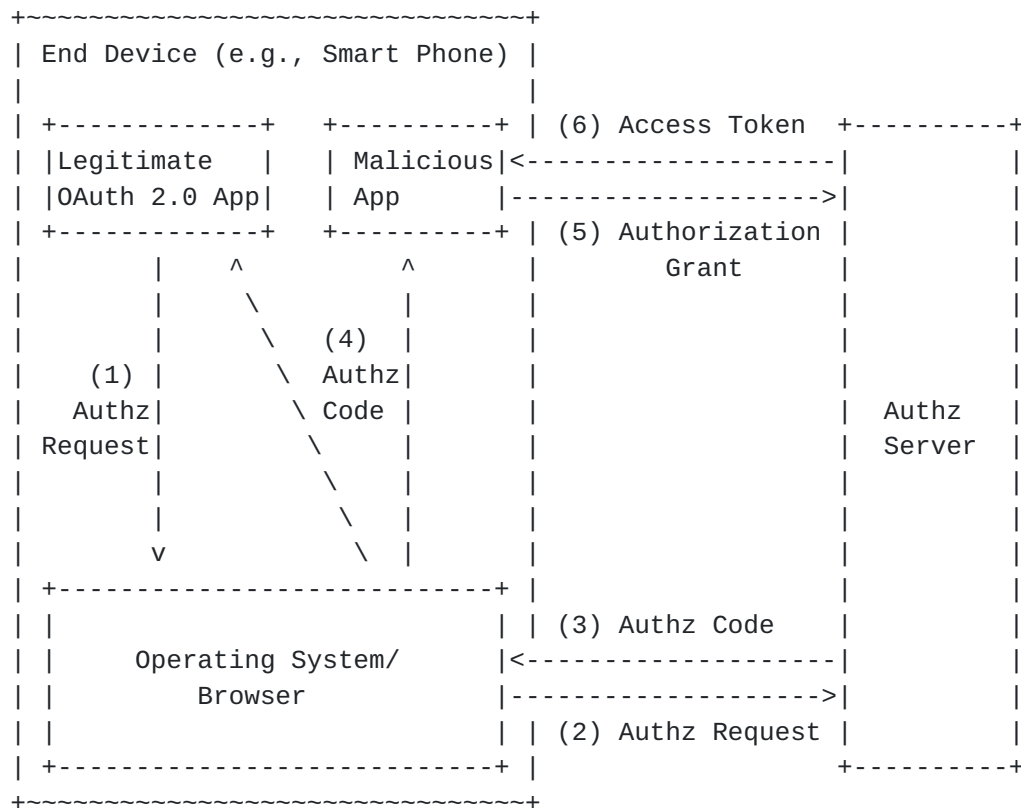 +~~~~~~~~~~~~~~~~~~~~~~~~~~~~~~~~+
| End Device (e.g., Smart Phone) |
|                                |
| +-------------+   +----------+ | (6) Access Token  +----------+
| |Legitimate   |   | Malicious|<--------------------|          |
| |OAuth 2.0 App|   | App      |-------------------->|          |
| +-------------+   +----------+ | (5) Authorization |          |
|        |    ^          ^       |        Grant      |          |
|        |     \         |       |                   |          |
|        |      \   (4)  |       |                   |          |
|    (1) |       \  Authz|       |                   |          |
|   Authz|        \ Code |       |                   |  Authz   |
| Request|         \     |       |                   |  Server  |
|        |          \    |       |                   |          |
|        |           \   |       |                   |          |
|        v            \  |       |                   |          |
| +----------------------------+ |                   |          |
| |                            | | (3) Authz Code    |          |
| |     Operating System/      |<--------------------|          |
| |         Browser            |-------------------->|          |
| |                            | | (2) Authz Request |          |
| +----------------------------+ |                   +----------+
+~~~~~~~~~~~~~~~~~~~~~~~~~~~~~~~~+